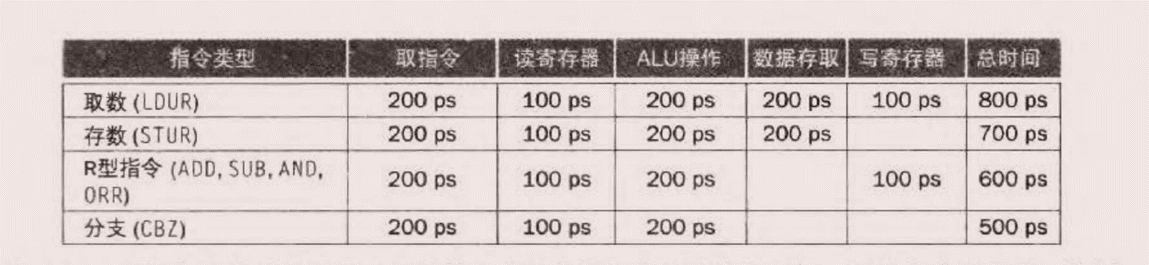 指令类型 取指令 读寄存器 ALU操作 数据存取 写寄存器 总时间
取数 (LDUR) 200 ps 100 ps 200 ps 200 ps 100 ps 800 ps
存数 (STUR) 200 ps 100 ps 200 ps 200 ps 700 ps
R型指令 (ADD, SUB, AND,
ORR) 200 ps 100 ps 200 ps 100 ps 600 ps
分支 (CBZ) 200 ps 100 ps 200 ps 500 ps